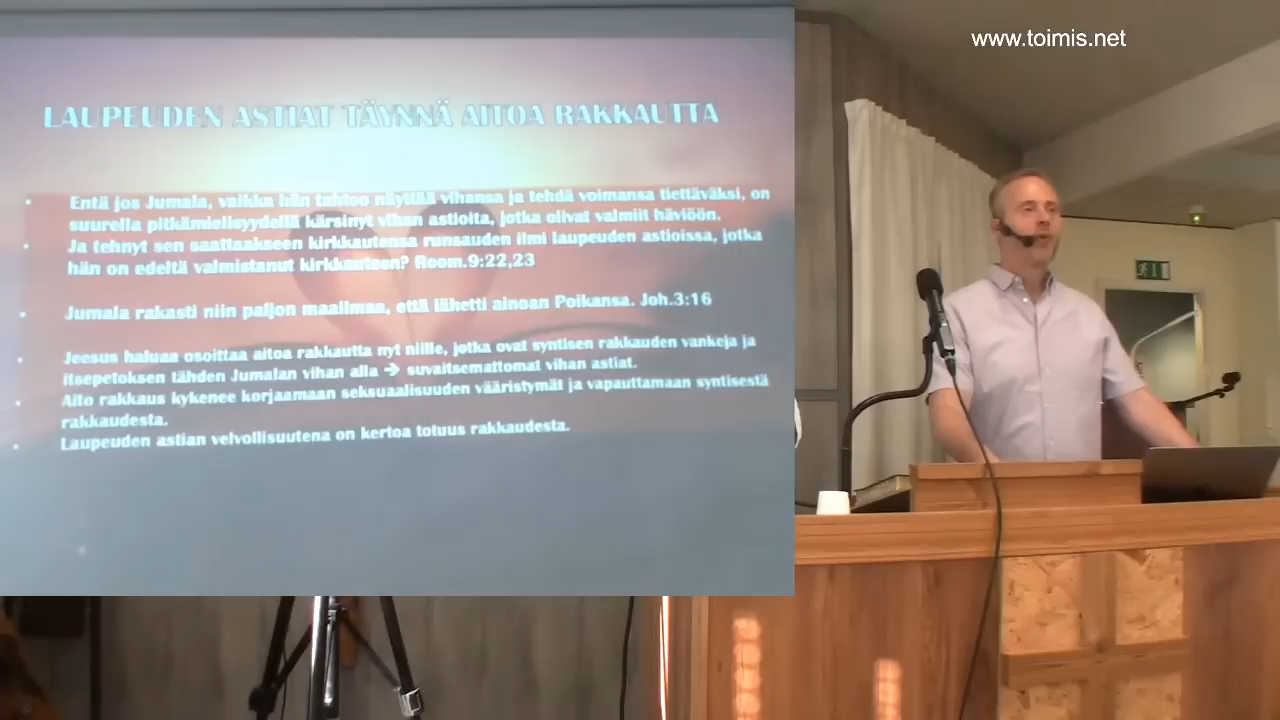 www.toimis.net
LAUPEUDEN ASTIAT TÄYNNÄ AITOA RAKKAUTTA
Entä jos Jumala, vaikka hän tahtoo näyttää vihansa ja tehdä voimansa tiettäväksi, on
suurella pitkämielisyydellä kärsinyt vihan astioita, jotka olivat valmiit häviöön.
Ja tehnyt sen saattaakseen kirkkautensa runsauden ilmi laupeuden astioissa, jotka
hän on edeltä valmistanut kirkkauteen? Room.9:22,23
Jumala rakasti niin paljon maailmaa, että lähetti ainoan Poikansa. Joh.3:16
Jeesus haluaa osoittaa aitoa rakkautta nyt niille, jotka ovat syntisen rakkauden vankeja ja
itsepetoksen tähden Jumalan vihan alla → suvaitsemattomat vihan astiat.
Aito rakkaus kykenee korjaamaan seksuaalisuuden vääristymät ja vapauttamaan syntisestä
rakkaudesta.
Laupeuden astian velvollisuutena on kertoa totuus rakkaudesta.